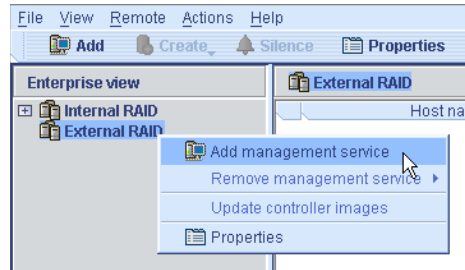 File View Remote Actions Help
Add Create Silence Properties
Enterprise view
External RAID
Internal RAID
Host na
External RAID
Add management service
Remove management service
Update controller images
Properties